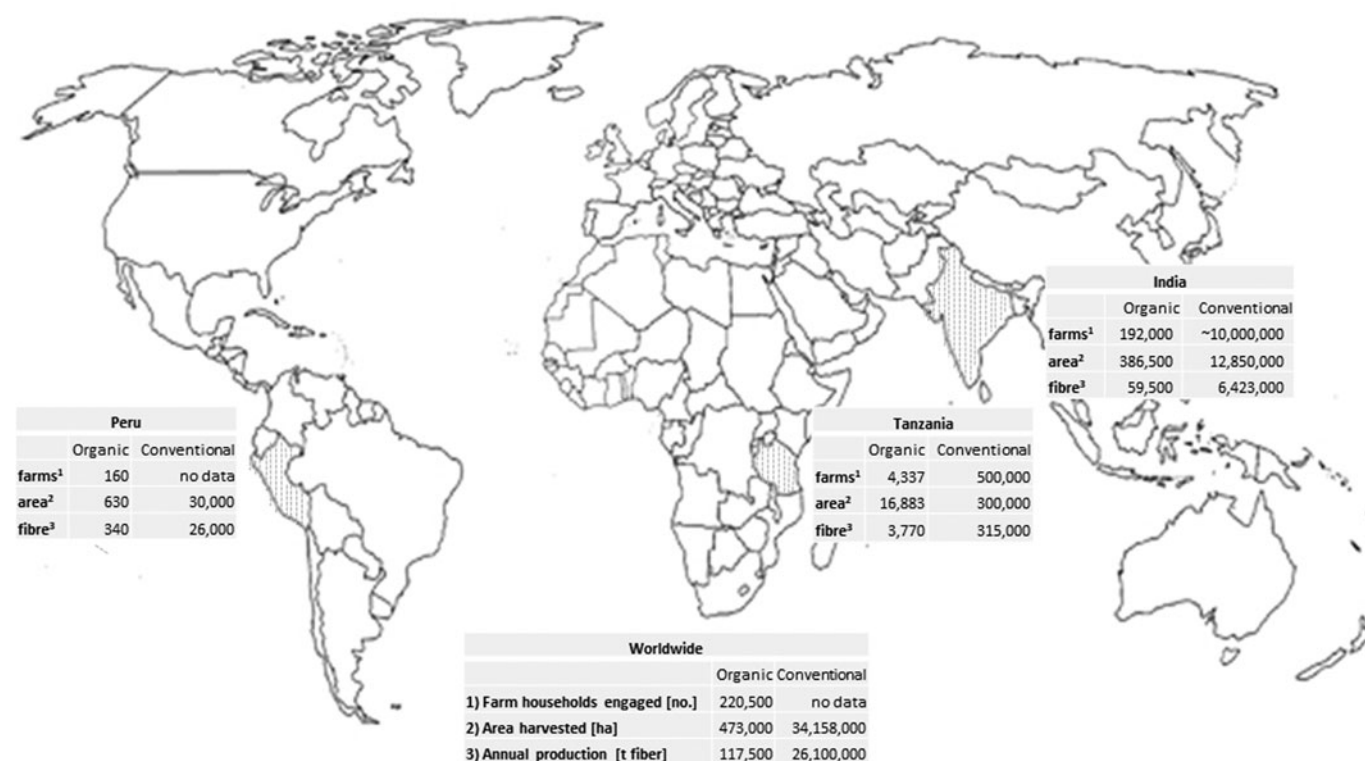 India
Organic Conventional
farms¹ 192,000 ~10,000,000
area² 386,500 12,850,000
fibre³ 59,500 6,423,000
Peru
Organic Conventional
farms¹ 160 no data
area² 630 30,000
fibre³ 340 26,000
Tanzania
Organic Conventional
farms¹ 4,337 500,000
area² 16,883 300,000
fibre³ 3,770 315,000
Worldwide
Organic Conventional
1) Farm households engaged [no.] 220,500 no data
2) Area harvested [ha] 473,000 34,158,000
3) Annual production [t fiber] 117,500 26,100,000